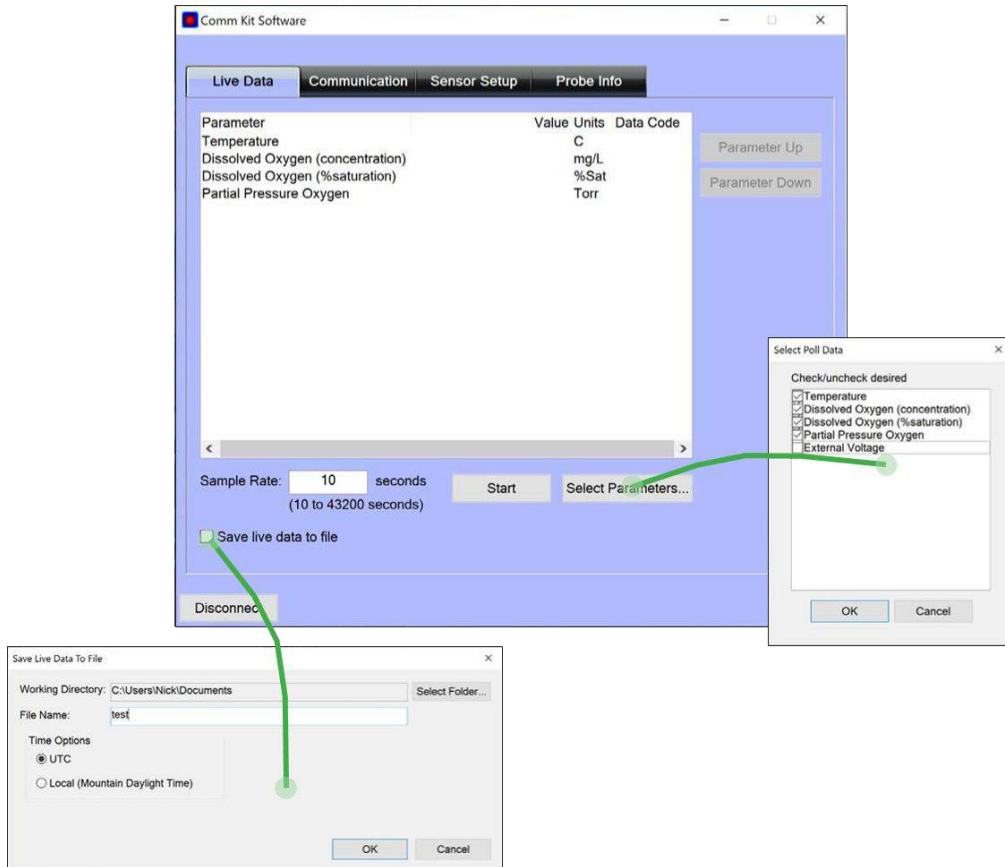 Comm Kit Software
Live Data Communication Sensor Setup Probe Info
Parameter Value Units Data Code
Temperature C
Dissolved Oxygen (concentration) mg/L
Dissolved Oxygen (%saturation) %Sat
Partial Pressure Oxygen Torr
Parameter Up
Parameter Down
Sample Rate: 10 seconds
(10 to 43200 seconds)
Start
Select Parameters...
Save live data to file
Disconnect
Select Poll Data
Check/uncheck desired
Temperature
Dissolved Oxygen (concentration)
Dissolved Oxygen (%saturation)
Partial Pressure Oxygen
External Voltage
OK Cancel
Save Live Data To File
Working Directory: C:\Users\Nick\Documents Select Folder...
File Name: test
Time Options
UTC
Local (Mountain Daylight Time)
OK Cancel